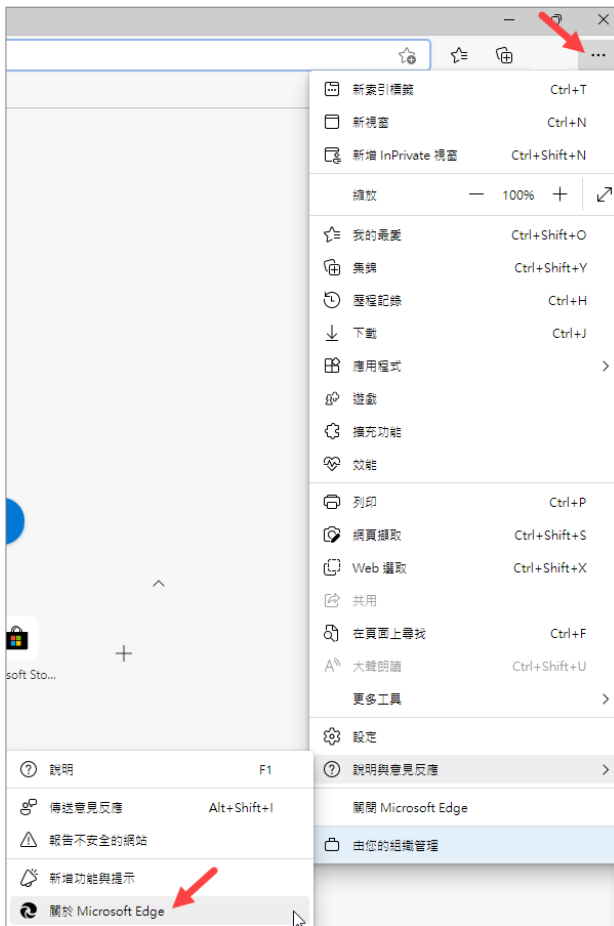 新索引標籤 Ctrl+T
新視窗 Ctrl+N
新增 InPrivate 視窗 Ctrl+Shift+N
縮放 100%
我的最愛 Ctrl+Shift+O
集錦 Ctrl+Shift+Y
歷程記錄 Ctrl+H
下載 Ctrl+J
應用程式
遊戲
擴充功能
效能
列印 Ctrl+P
網頁擷取 Ctrl+Shift+S
Web 選取 Ctrl+Shift+X
共用
在頁面上尋找 Ctrl+F
大聲朗讀 Ctrl+Shift+U
更多工具
設定
說明與意見反應
關閉 Microsoft Edge
由您的組織管理
soft Sto...
說明 F1
傳送意見反應 Alt+Shift+I
報告不安全的網站
新增功能與提示
關於 Microsoft Edge